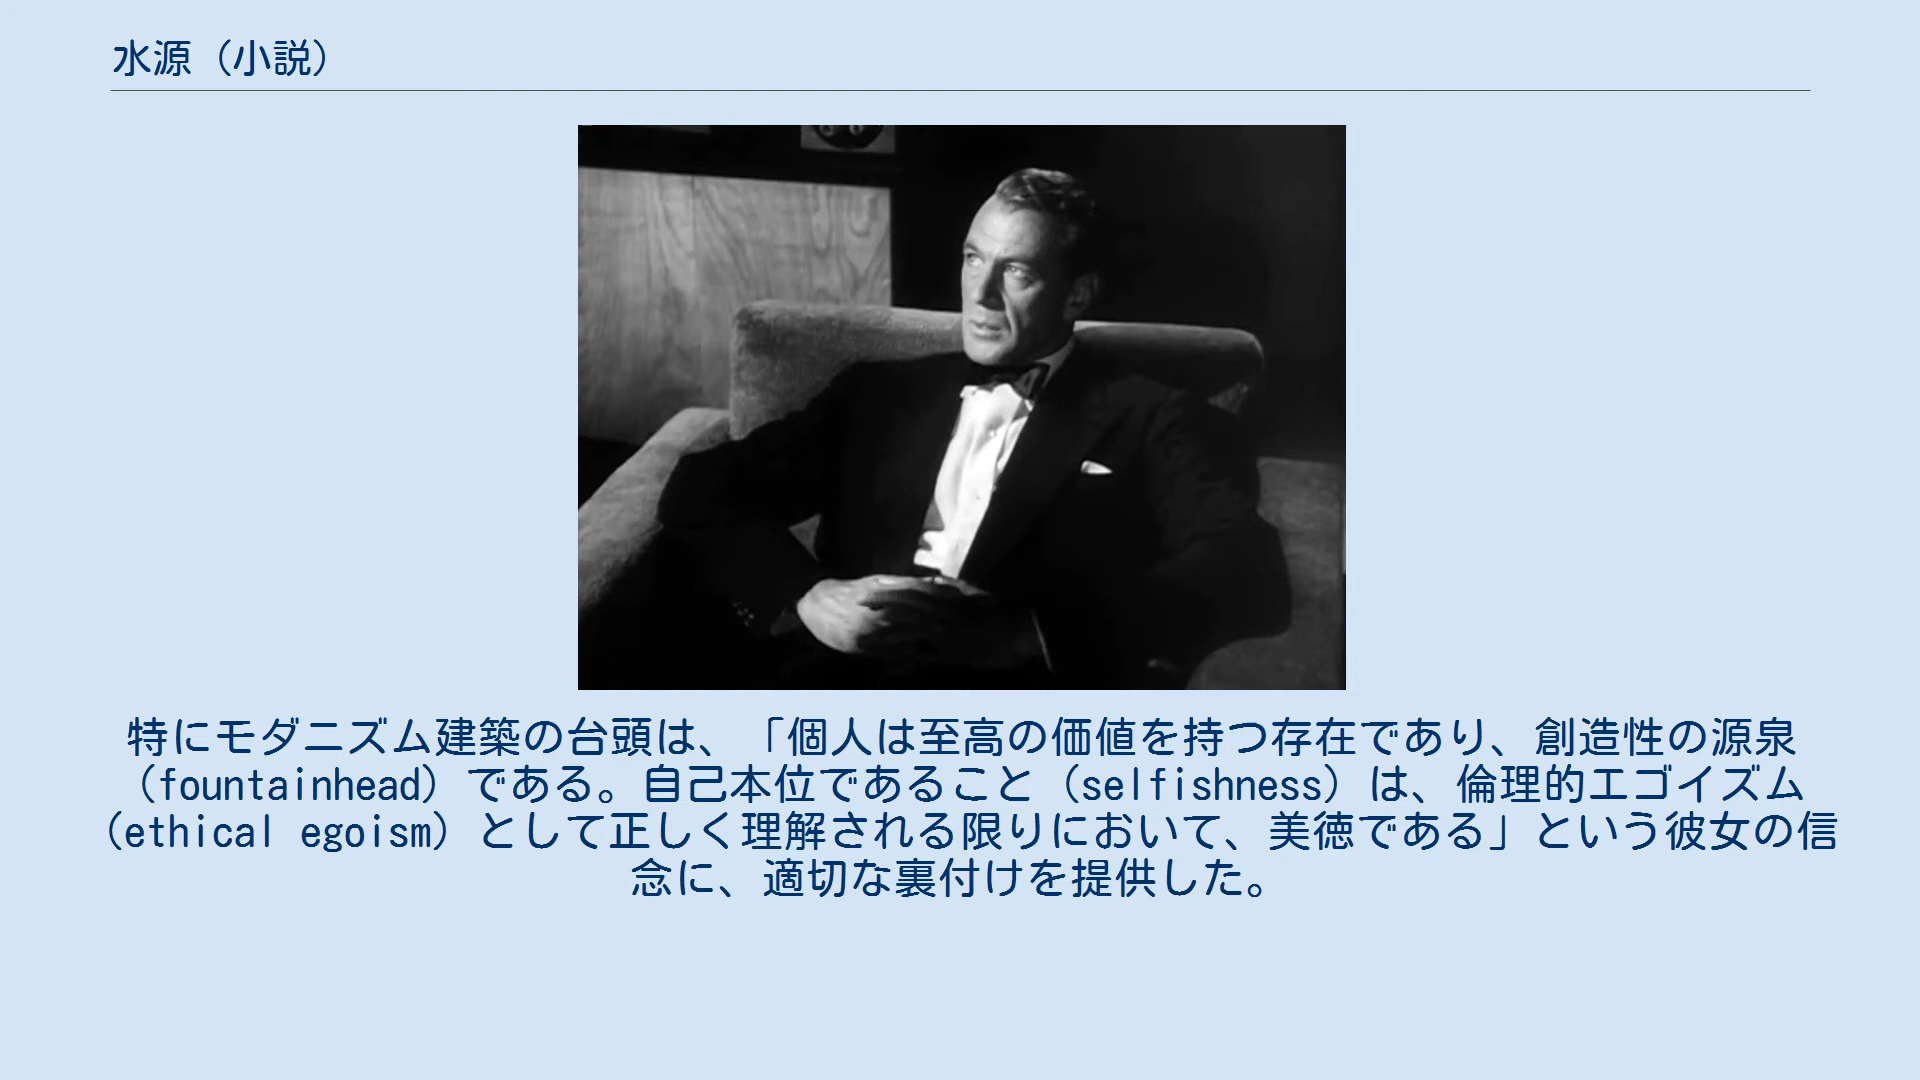 水源（小説）
特にモダニズム建築の台頭は、「個人は至高の価値を持つ存在であり、創造性の源泉
（fountainhead）である。自己本位であること（selfishness）は、倫理的エゴイズム
（ethical egoism）として正しく理解される限りにおいて、美徳である」という彼女の信
念に、適切な裏付けを提供した。